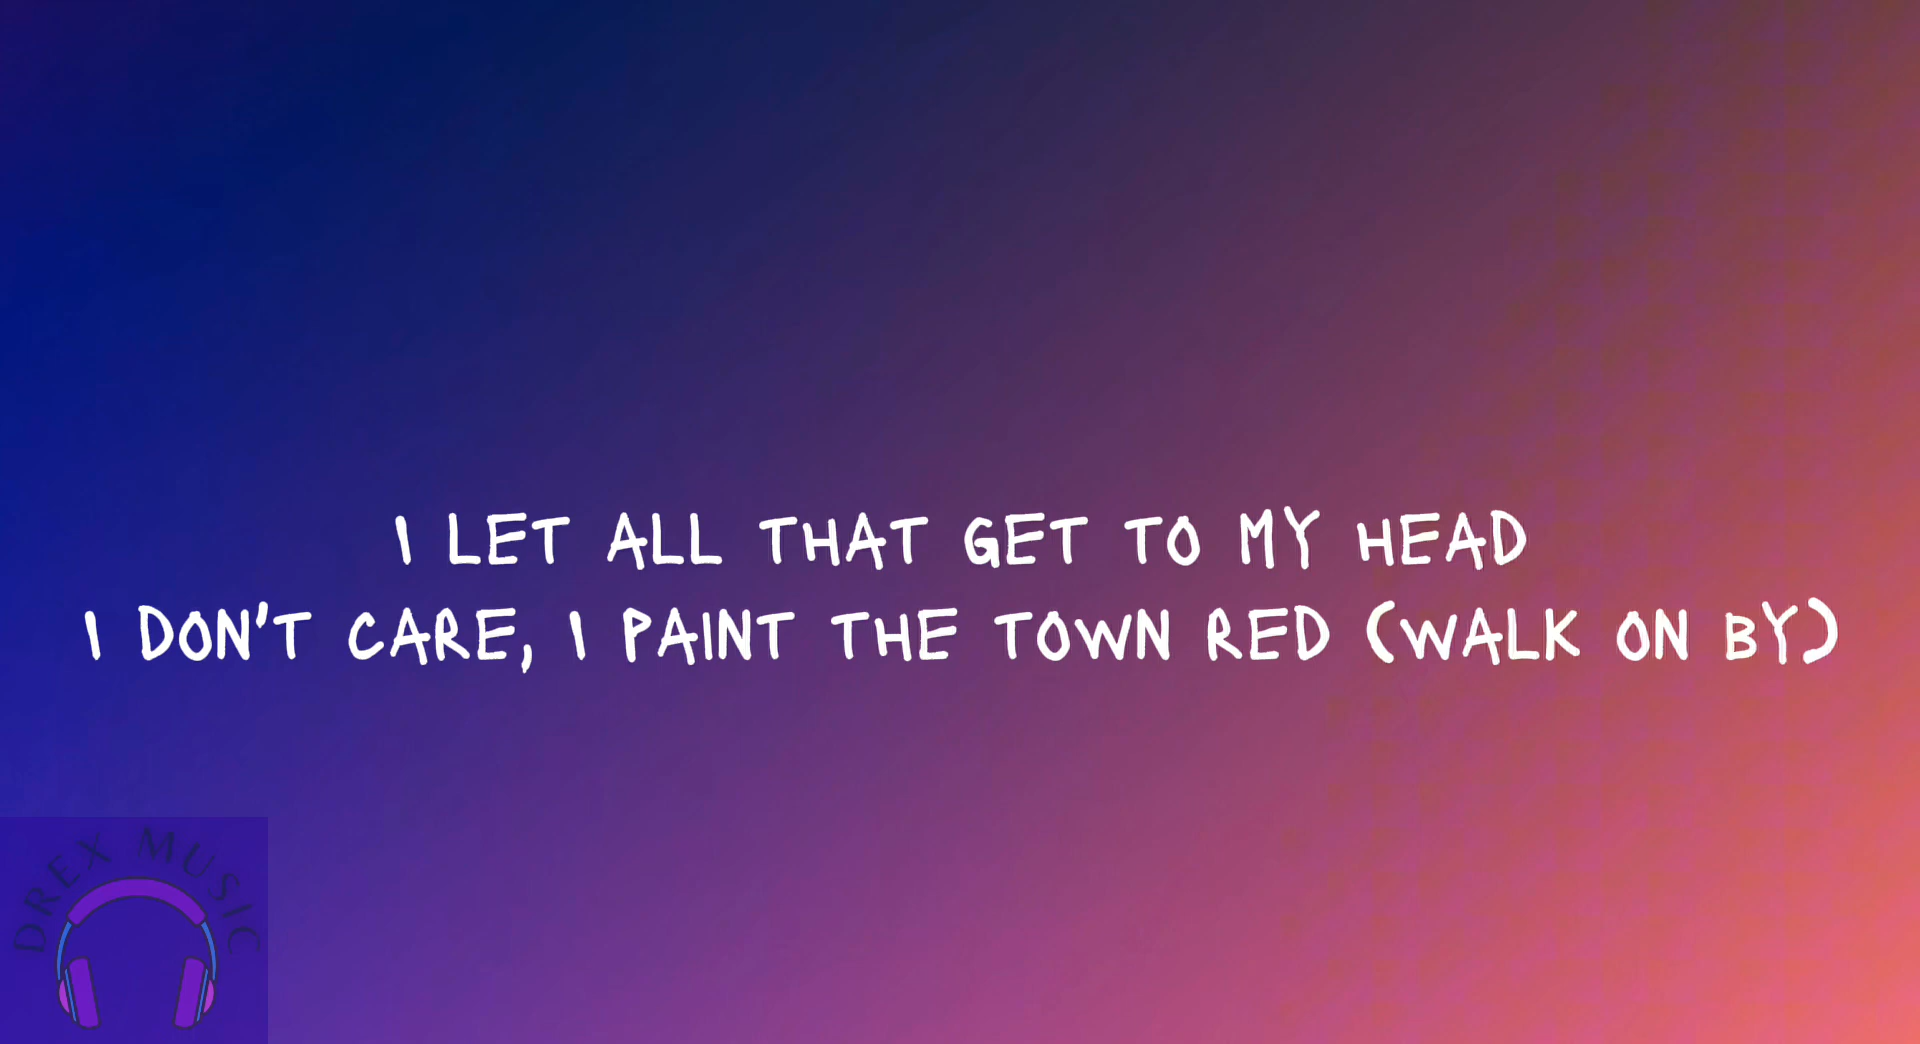 I LET ALL THAT GET TO MY HEAD
I DON'T CARE, I PAINT THE TOWN RED (WALK ON BY)
DREX MUSIC